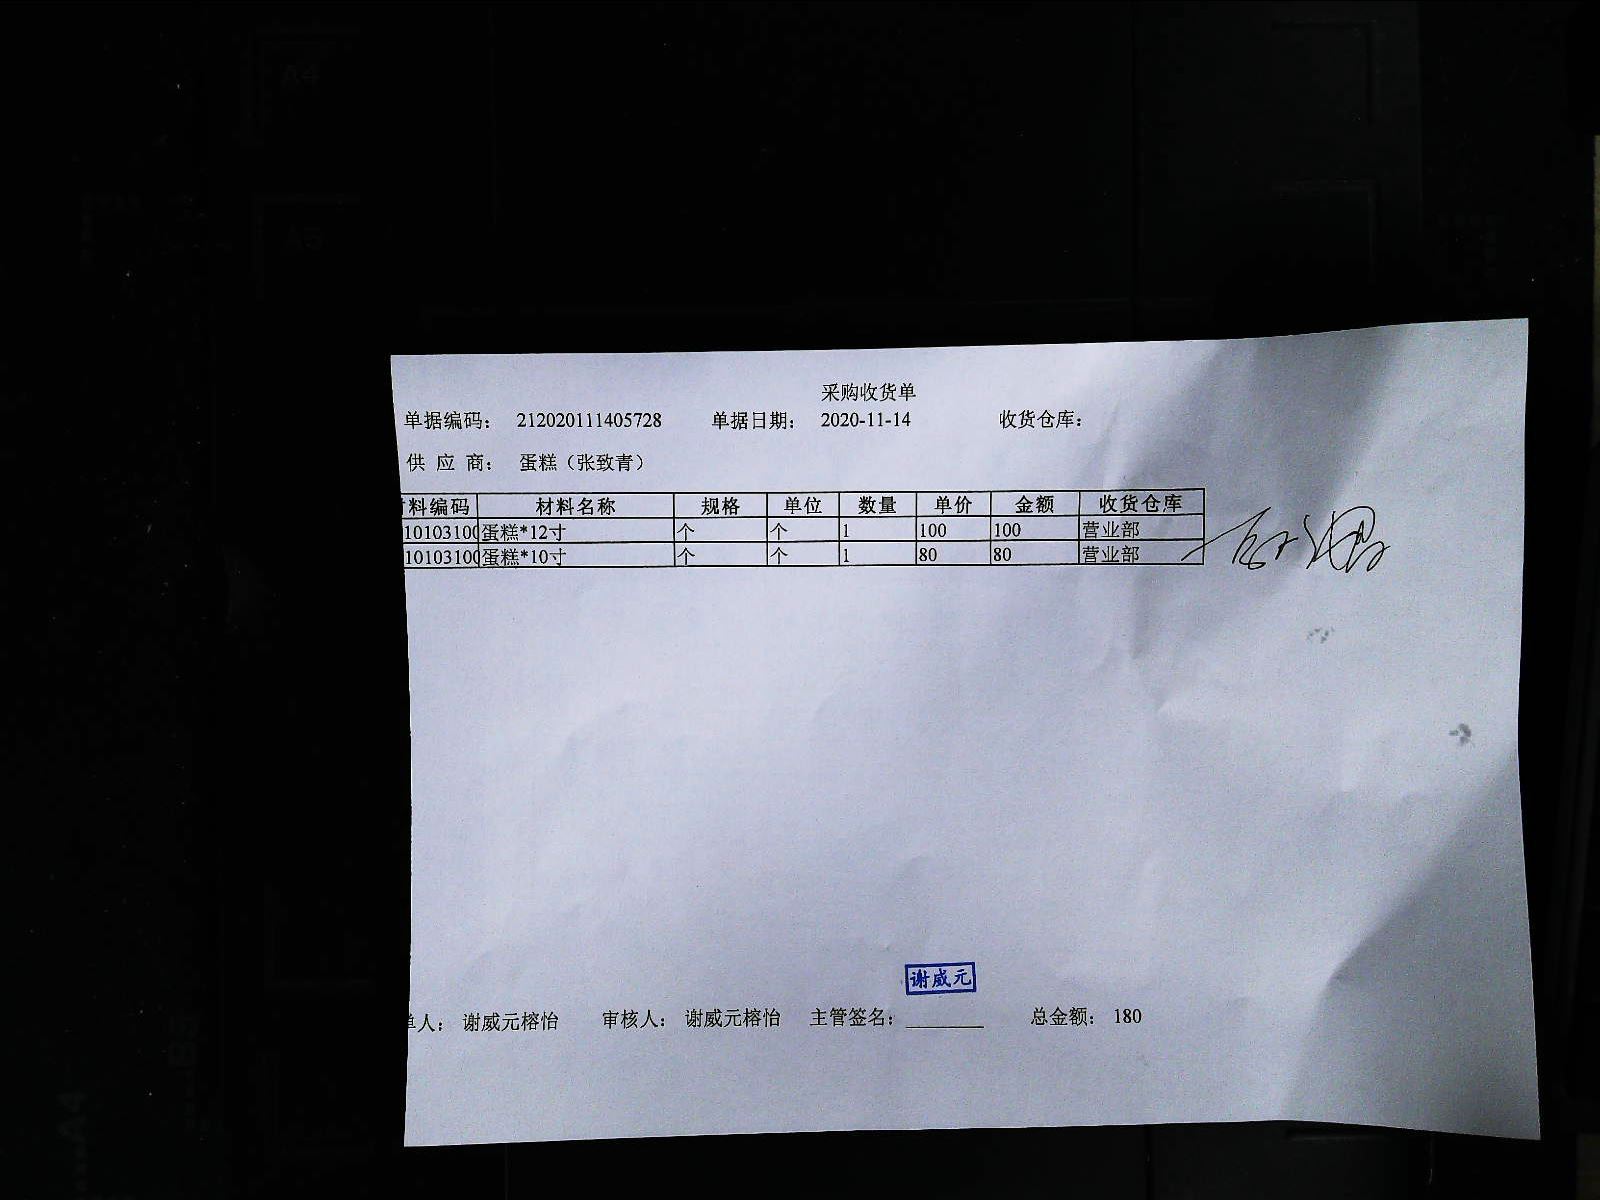 采购收货单
单据编码： 212020111405728 单据日期： 2020-11-14 收货仓库：
供 应 商： 蛋糕（张致青）
料编码 材料名称 规格 单位 数量 单价 金额 收货仓库
10103100 蛋糕*12寸 个 个 1 100 100 营业部
10103100 蛋糕*10寸 个 个 1 80 80 营业部
谢威元
单人： 谢威元榕怡 审核人： 谢威元榕怡 主管签名： 总金额： 180